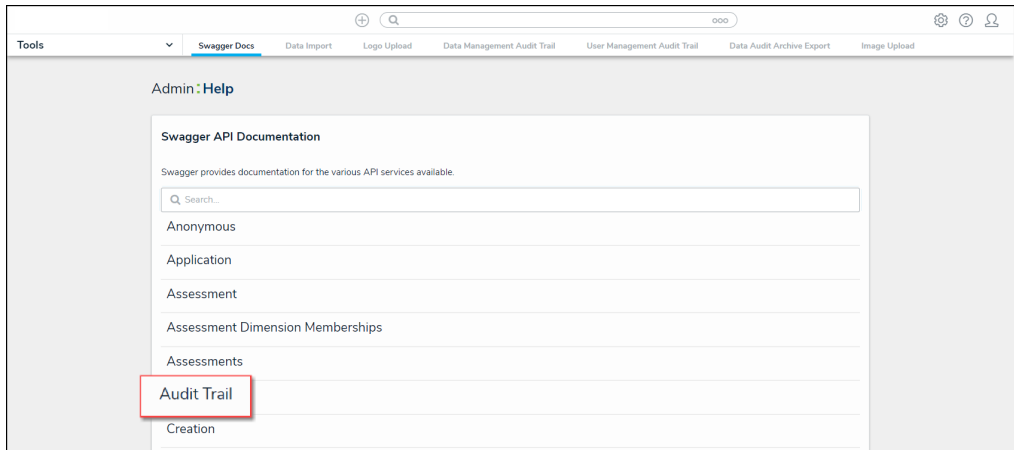 ooo
Tools
Swagger Docs Data Import Logo Upload Data Management Audit Trail User Management Audit Trail Data Audit Archive Export Image Upload
Admin:Help
Swagger API Documentation
Swagger provides documentation for the various API services available.
Search...
Anonymous
Application
Assessment
Assessment Dimension Memberships
Assessments
Audit Trail
Creation